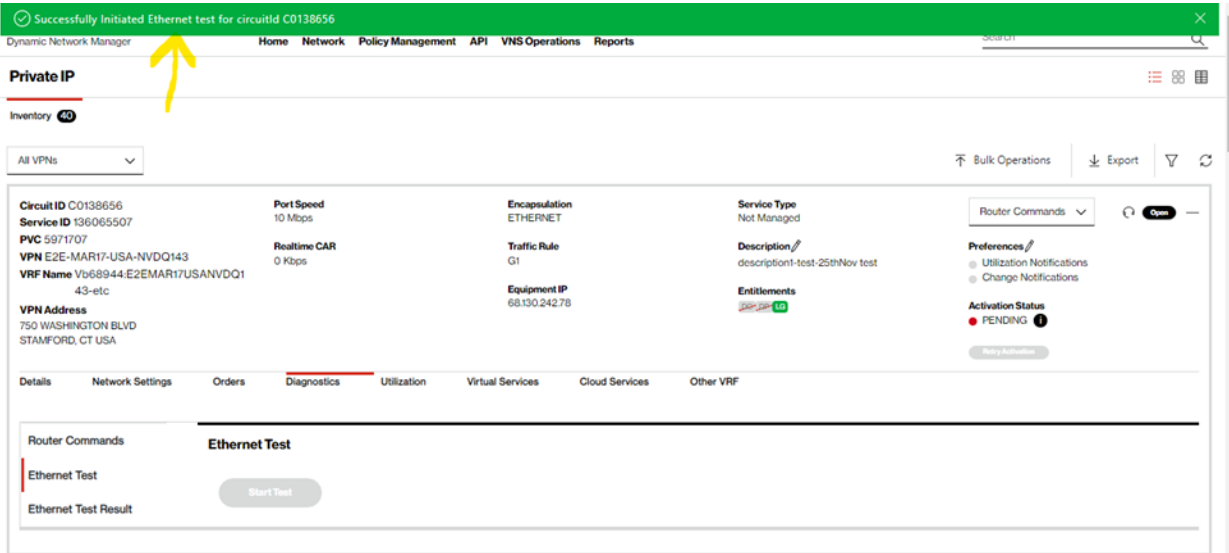 Successfully Initiated Ethernet test for circuitId C0138656
Dynamic Network Manager
Home Network Policy Management API VNS Operations Reports
Search
Private IP
Inventory 40
All VPNs
Bulk Operations Export
Circuit ID C0138656
Service ID 136065507
PVC 5971707
VPN E2E-MAR17-USA-NVDQ143
VRF Name Vb68944:E2EMAR17USANVDQ1
43-etc
VPN Address
750 WASHINGTON BLVD
STAMFORD, CT USA
Port Speed
10 Mbps
Realtime CAR
0 Kbps
Encapsulation
ETHERNET
Traffic Rule
G1
Equipment IP
68.130.242.78
Service Type
Not Managed
Description
description1-test-25thNov test
Entitlements
LG
Router Commands
Open
Preferences
Utilization Notifications
Change Notifications
Activation Status
PENDING
Retry Activation
Details Network Settings Orders Diagnostics Utilization Virtual Services Cloud Services Other VRF
Router Commands
Ethernet Test
Ethernet Test Result
Ethernet Test
Start Test